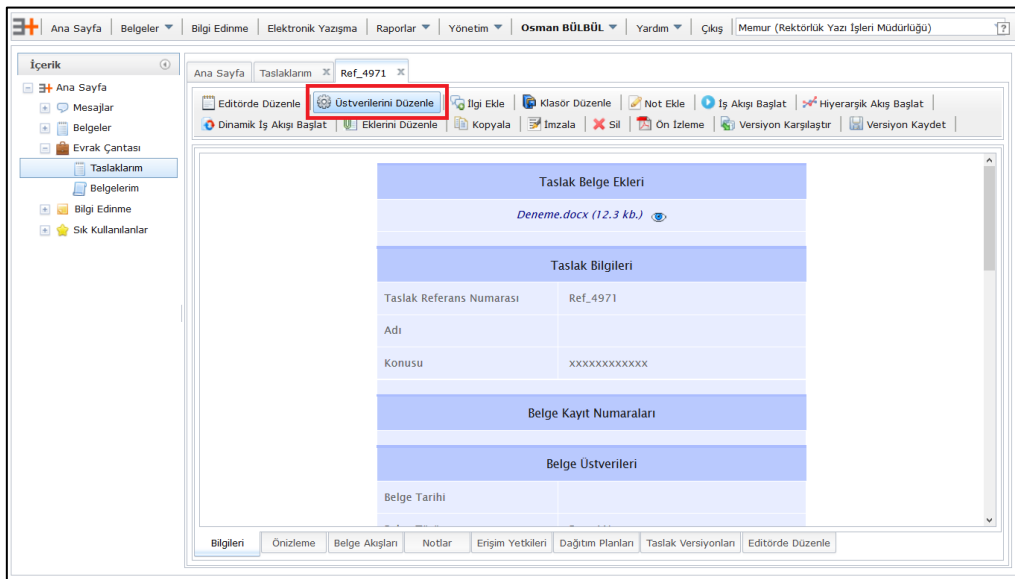 Ana Sayfa Belgeler Bilgi Edinme Elektronik Yazışma Raporlar Yönetim Osman BÜLBÜL Yardım Çıkış Memur (Rektörlük Yazı İşleri Müdürlüğü) ?
İçerik
Ana Sayfa
Mesajlar
Belgeler
Evrak Çantası
Taslaklarım
Belgelerim
Bilgi Edinme
Sık Kullanılanlar
Ana Sayfa Taslaklarım Ref_4971
Editörde Düzenle Üstverilerini Düzenle İlgi Ekle Klasör Düzenle Not Ekle İş Akışı Başlat Hiyerarşik Akış Başlat
Dinamik İş Akışı Başlat Eklerini Düzenle Kopyala İmzala Sil Ön İzleme Versiyon Karşılaştır Versiyon Kaydet
Taslak Belge Ekleri
Deneme.docx (12.3 kb.)
Taslak Bilgileri
Taslak Referans Numarası Ref_4971
Adı
Konusu xxxxxxxxxxxx
Belge Kayıt Numaraları
Belge Üstverileri
Belge Tarihi
Bilgileri Önizleme Belge Akışları Notlar Erişim Yetkileri Dağıtım Planları Taslak Versiyonları Editörde Düzenle